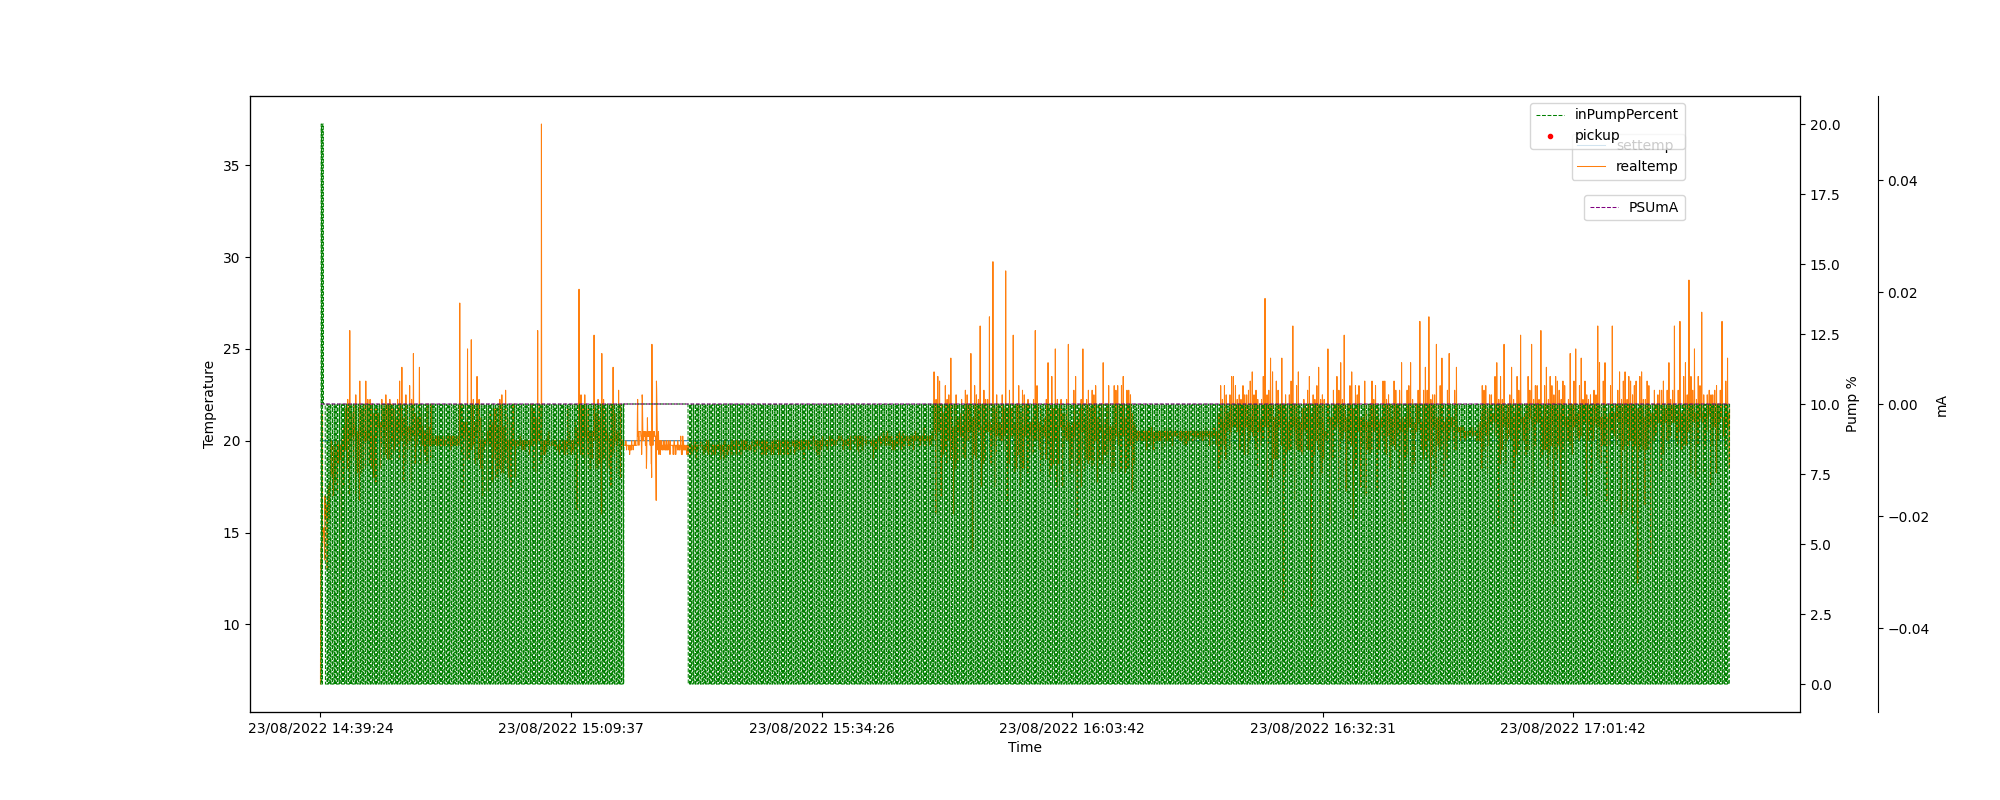 inPumpPercent
pickup
settemp
realtemp
PSUmA
35
30
25
20
15
10
Temperature
20.0
17.5
15.0
12.5
10.0
7.5
5.0
2.5
0.0
Pump %
0.04
0.02
0.00
−0.02
−0.04
mA
23/08/2022 14:39:24
23/08/2022 15:09:37
23/08/2022 15:34:26
23/08/2022 16:03:42
23/08/2022 16:32:31
23/08/2022 17:01:42
Time